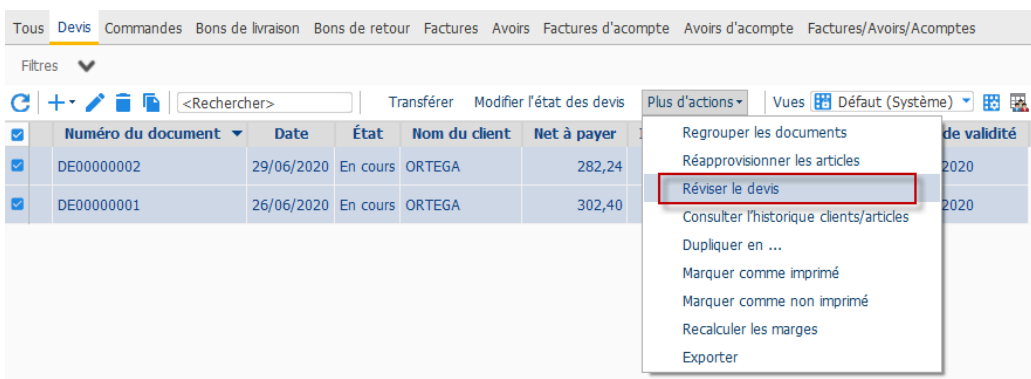 Tous Devis Commandes Bons de livraison Bons de retour Factures Avoirs Factures d'acompte Avoirs d'acompte Factures/Avoirs/Acomptes
Filtres
<Rechercher> Transférer Modifier l'état des devis Plus d'actions Vues Défaut (Système)
Numéro du document Date État Nom du client Net à payer de validité
DE00000002 29/06/2020 En cours ORTEGA 282,24 2020
DE00000001 26/06/2020 En cours ORTEGA 302,40 2020
Regrouper les documents
Réapprovisionner les articles
Réviser le devis
Consulter l'historique clients/articles
Dupliquer en ...
Marquer comme imprimé
Marquer comme non imprimé
Recalculer les marges
Exporter